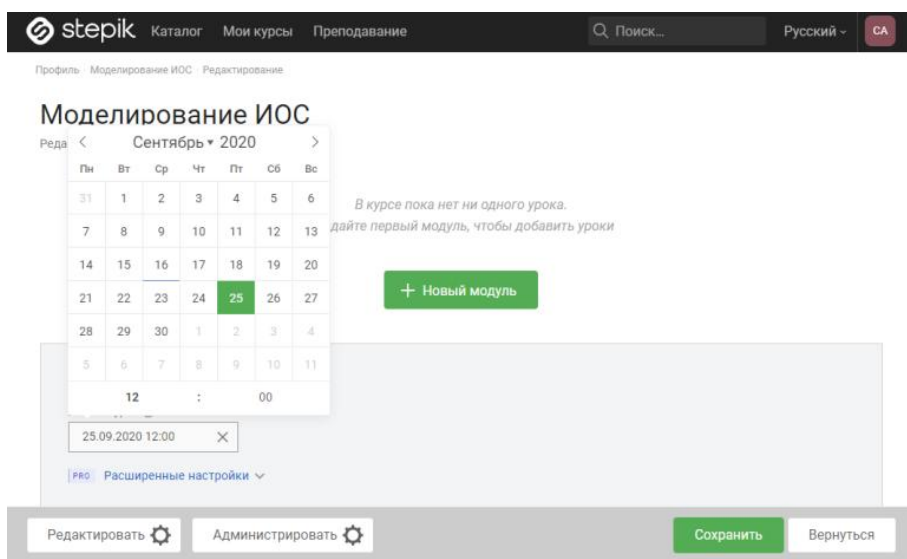 stepik Каталог Мои курсы Преподавание Поиск... Русский CA
Профиль Моделирование ИОС Редактирование
Моделирование ИОС
Реда
Сентябрь 2020
Пн Вт Ср Чт Пт Сб Вс
31 1 2 3 4 5 6
В курсе пока нет ни одного урока.
7 8 9 10 11 12 13
дайте первый модуль, чтобы добавить уроки
14 15 16 17 18 19 20
+ Новый модуль
21 22 23 24 25 26 27
28 29 30 1 2 3 4
5 6 7 8 9 10 11
12 : 00
25.09.2020 12:00
PRO Расширенные настройки
Редактировать Администрировать Сохранить Вернуться